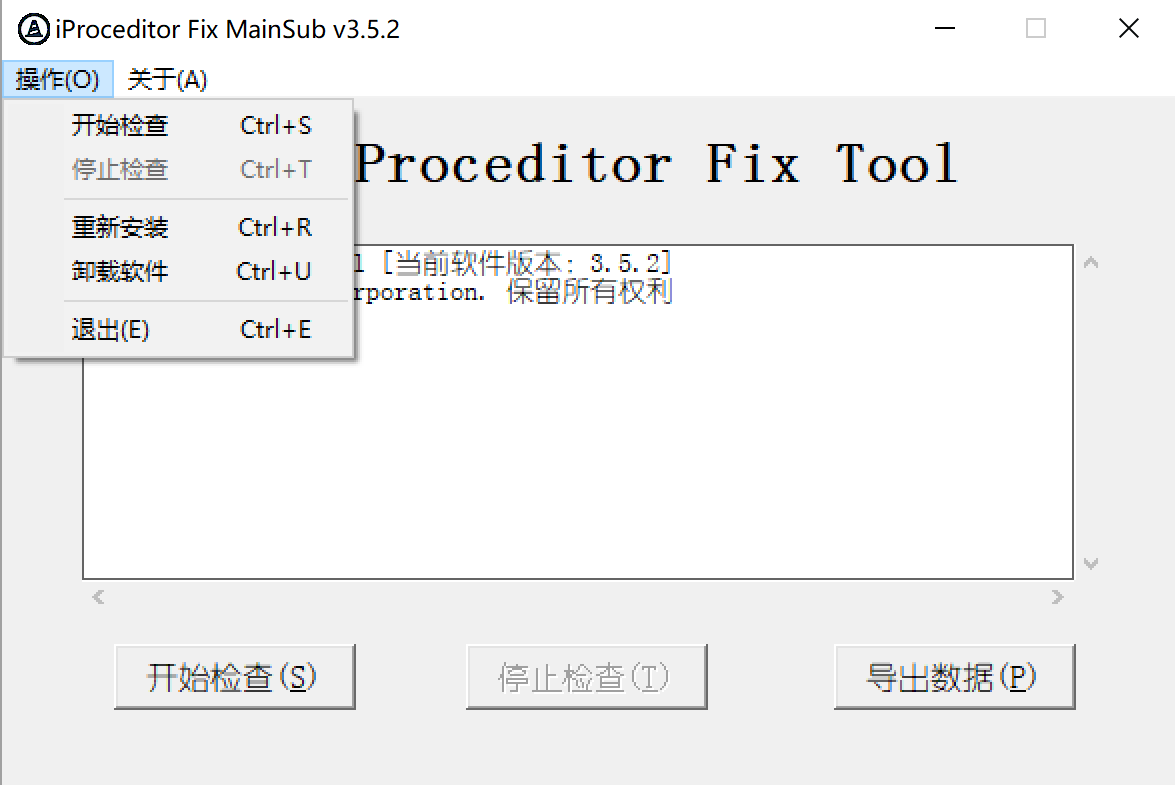 iProceditor Fix MainSub v3.5.2
操作(O) 关于(A)
开始检查 Ctrl+S
停止检查 Ctrl+T
重新安装 Ctrl+R
卸载软件 Ctrl+U
退出(E) Ctrl+E
Proceditor Fix Tool
[当前软件版本: 3.5.2]
rporation. 保留所有权利
开始检查(S) 停止检查(T) 导出数据(P)